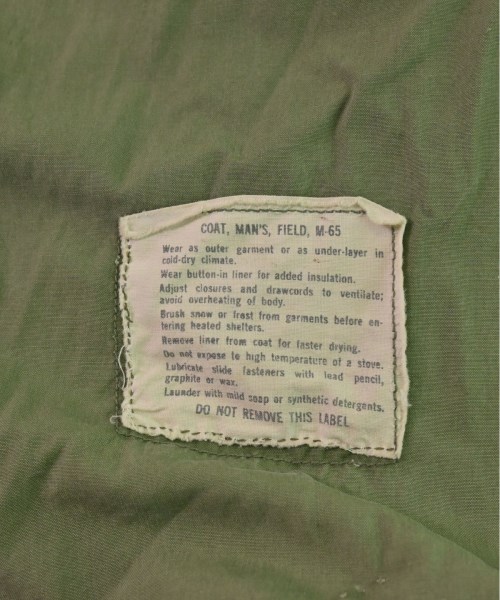 COAT, MAN'S, FIELD, M-65
Wear as outer garment or as under-layer in
cold-dry climate.
Wear button-in liner for added insulation.
Adjust closures and drawcords to ventilate;
avoid overheating of body.
Brush snow or frost from garments before en-
tering heated shelters.
Remove liner from coat for faster drying.
Do not expose to high temperature of a stove.
Lubricate slide fasteners with lead pencil,
graphite or wax.
Launder with mild soap or synthetic detergents.
DO NOT REMOVE THIS LABEL